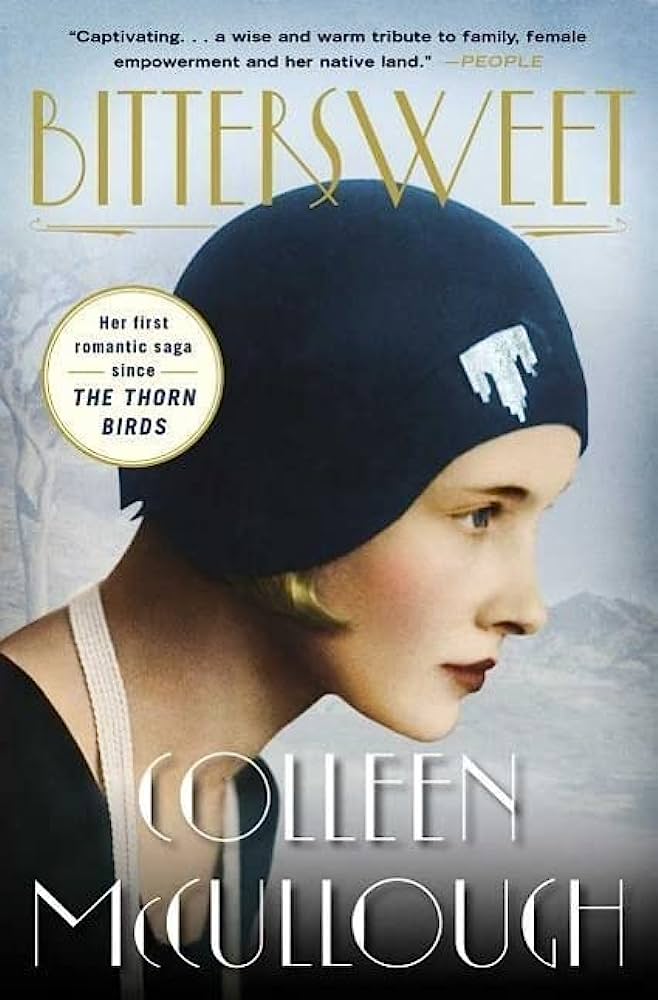 "Captivating. . . a wise and warm tribute to family, female
empowerment and her native land." —PEOPLE
BITTERSWEET
Her first
romantic saga
since
THE THORN
BIRDS
COLLEEN
McCULLOUGH